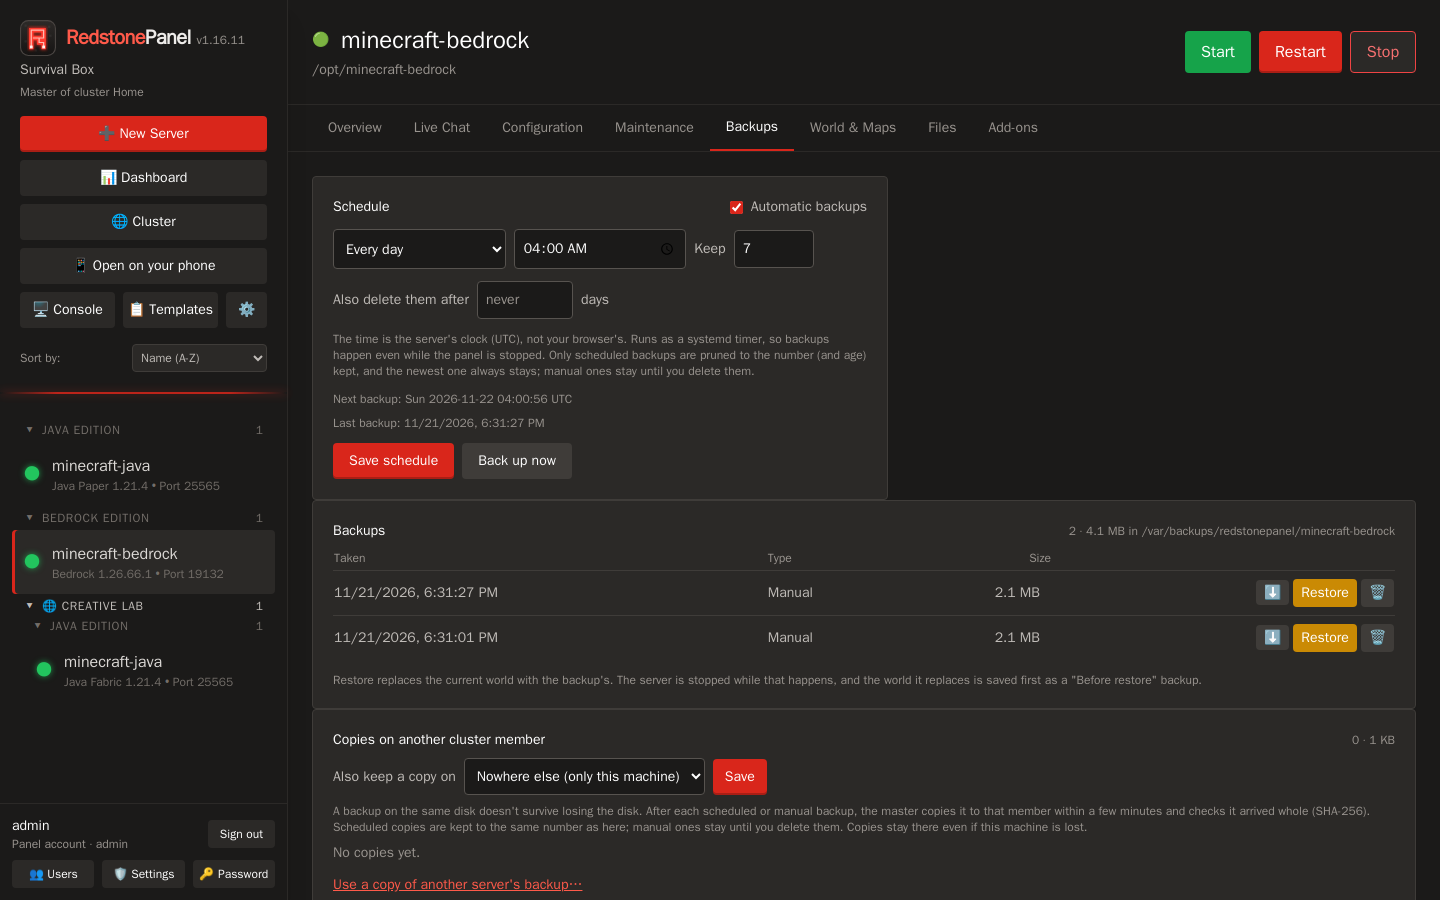 RedstonePanel v1.16.11
Survival Box
Master of cluster Home
➕ New Server
📊 Dashboard
🌐 Cluster
📱 Open on your phone
🖥️ Console
📋 Templates
⚙️
Sort by:
Name (A-Z)
▼ JAVA EDITION 1
minecraft-java
Java Paper 1.21.4 • Port 25565
▼ BEDROCK EDITION 1
minecraft-bedrock
Bedrock 1.26.66.1 • Port 19132
▼ 🌐 CREATIVE LAB 1
▼ JAVA EDITION 1
minecraft-java
Java Fabric 1.21.4 • Port 25565
admin
Panel account · admin
Sign out
👥 Users
🛡️ Settings
🔑 Password
minecraft-bedrock
/opt/minecraft-bedrock
Start
Restart
Stop
Overview
Live Chat
Configuration
Maintenance
Backups
World & Maps
Files
Add-ons
Schedule
Automatic backups
Every day
04:00 AM
Keep
7
Also delete them after
never
days
The time is the server's clock (UTC), not your browser's. Runs as a systemd timer, so backups
happen even while the panel is stopped. Only scheduled backups are pruned to the number (and age)
kept, and the newest one always stays; manual ones stay until you delete them.
Next backup: Sun 2026-11-22 04:00:56 UTC
Last backup: 11/21/2026, 6:31:27 PM
Save schedule
Back up now
Backups
2 · 4.1 MB in /var/backups/redstonepanel/minecraft-bedrock
Taken Type Size
11/21/2026, 6:31:27 PM Manual 2.1 MB ⬇️ Restore 🗑️
11/21/2026, 6:31:01 PM Manual 2.1 MB ⬇️ Restore 🗑️
Restore replaces the current world with the backup's. The server is stopped while that happens, and the world it replaces is saved first as a "Before restore" backup.
Copies on another cluster member
0 · 1 KB
Also keep a copy on
Nowhere else (only this machine)
Save
A backup on the same disk doesn't survive losing the disk. After each scheduled or manual backup, the master copies it to that member within a few minutes and checks it arrived whole (SHA-256).
Scheduled copies are kept to the same number as here; manual ones stay until you delete them. Copies stay there even if this machine is lost.
No copies yet.
Use a copy of another server's backup…